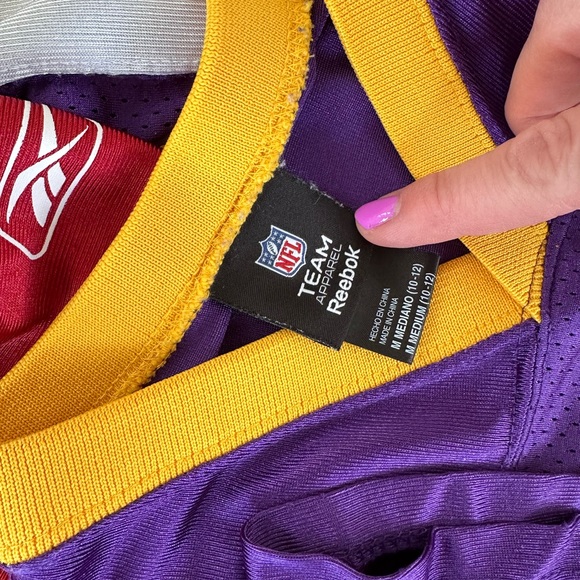 NFL
TEAM
APPAREL
Reebok
HECHO EN CHINA
MADE IN CHINA
M MEDIANO (10-12)
M MEDIUM (10-12)